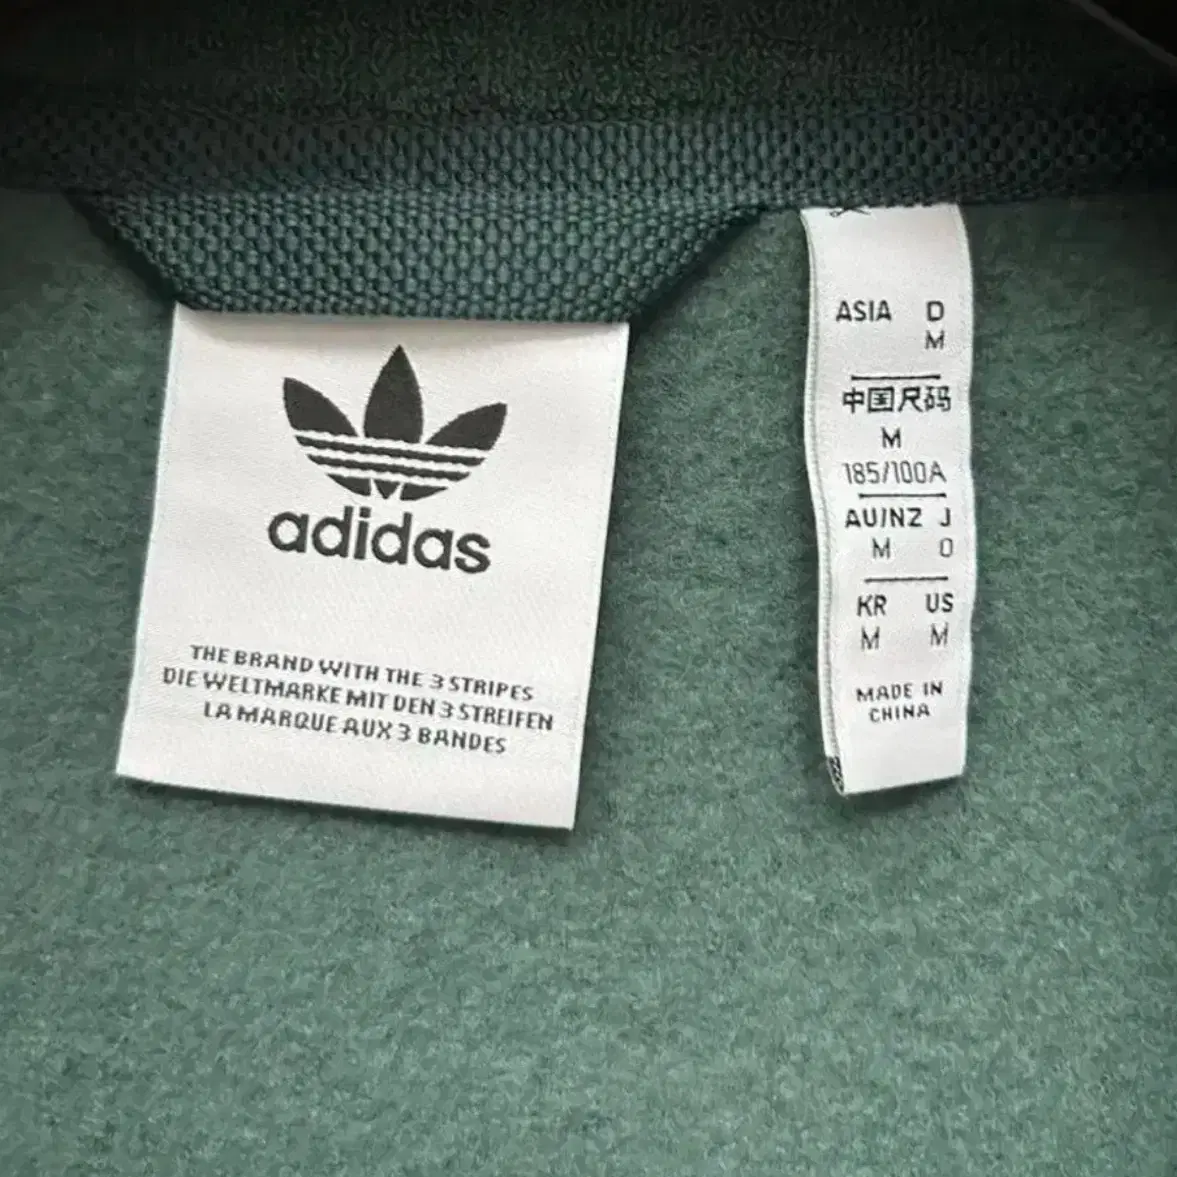 adidas
THE BRAND WITH THE 3 STRIPES
DIE WELTMARKE MIT DEN 3 STREIFEN
LA MARQUE AUX 3 BANDES
ASIA D
M
中国尺码
M
185/100A
AU/NZ J
M O
KR US
M M
MADE IN
CHINA